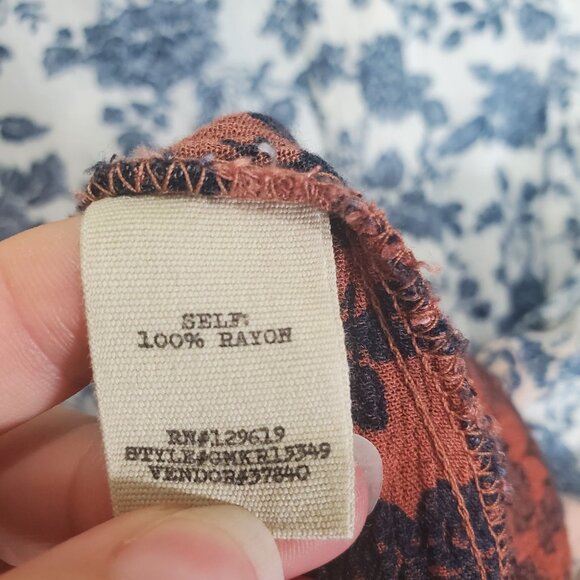 SELF:
100% RAYON
RN#129619
STYLE#GMKR15349
VENDOR#37840